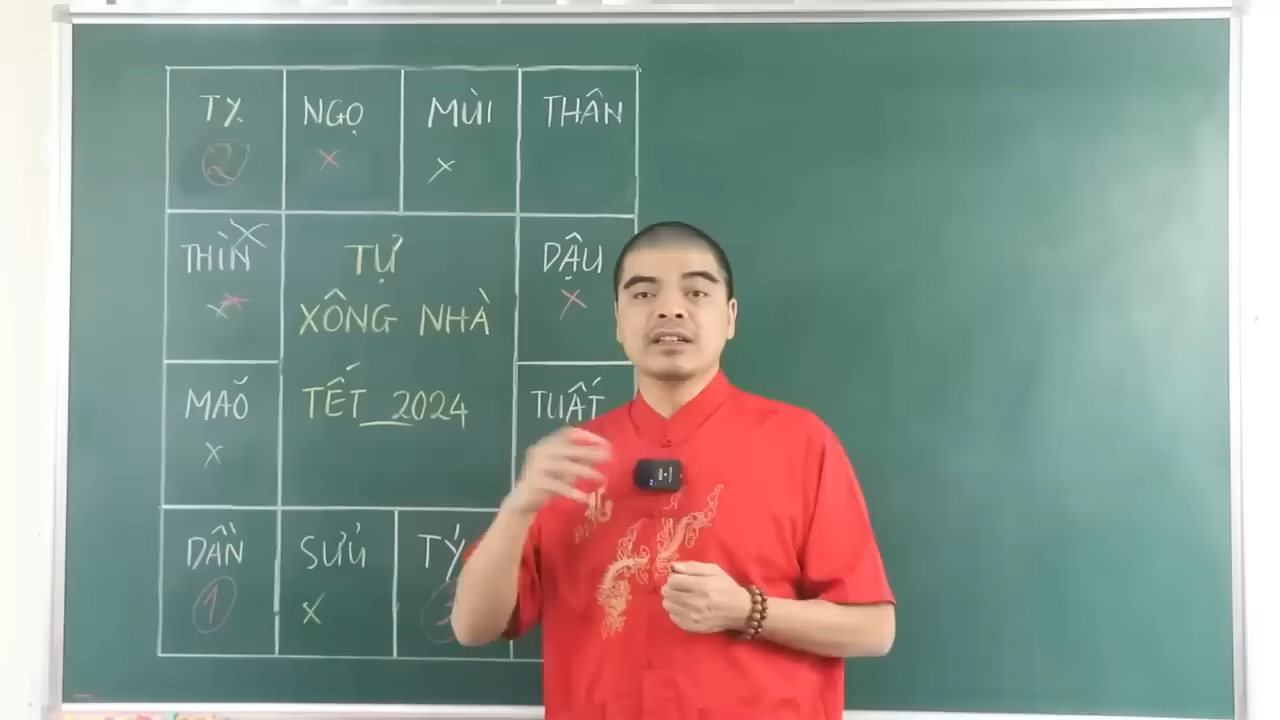 TỴ NGỌ MÙI THÂN
2 x x
THÌN TỰ DẬU
x XÔNG NHÀ x
MÃO TẾT 2024 TUẤT
x
DẦN SỬU TÝ
1 x